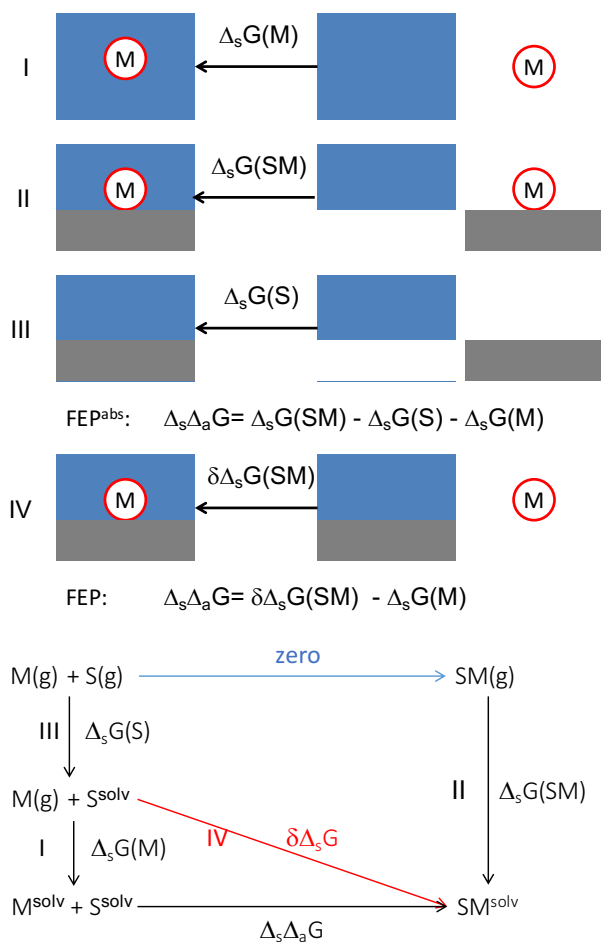 ΔsG(M)
I M M
ΔsG(SM)
II M M
ΔsG(S)
III
FEPabs: ΔsΔaG= ΔsG(SM) - ΔsG(S) - ΔsG(M)
δΔsG(SM)
IV M M
FEP: ΔsΔaG= δΔsG(SM) - ΔsG(M)
zero
M(g) + S(g) SM(g)
III ΔsG(S)
II ΔsG(SM)
M(g) + Ssolv
IV δΔsG
I ΔsG(M)
Msolv + Ssolv SMsolv
ΔsΔaG